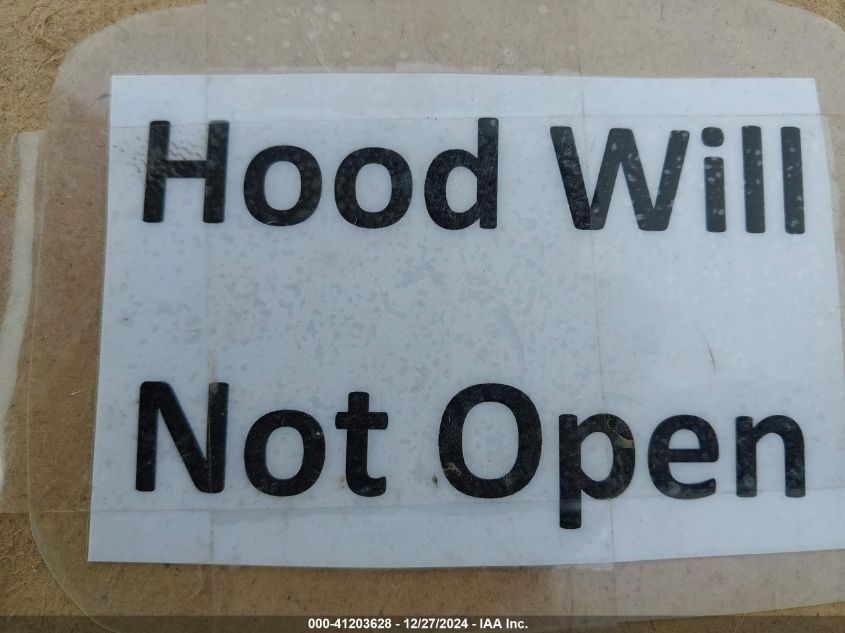 Hood Will
Not Open
000-41203628 - 12/27/2024 - IAA Inc.